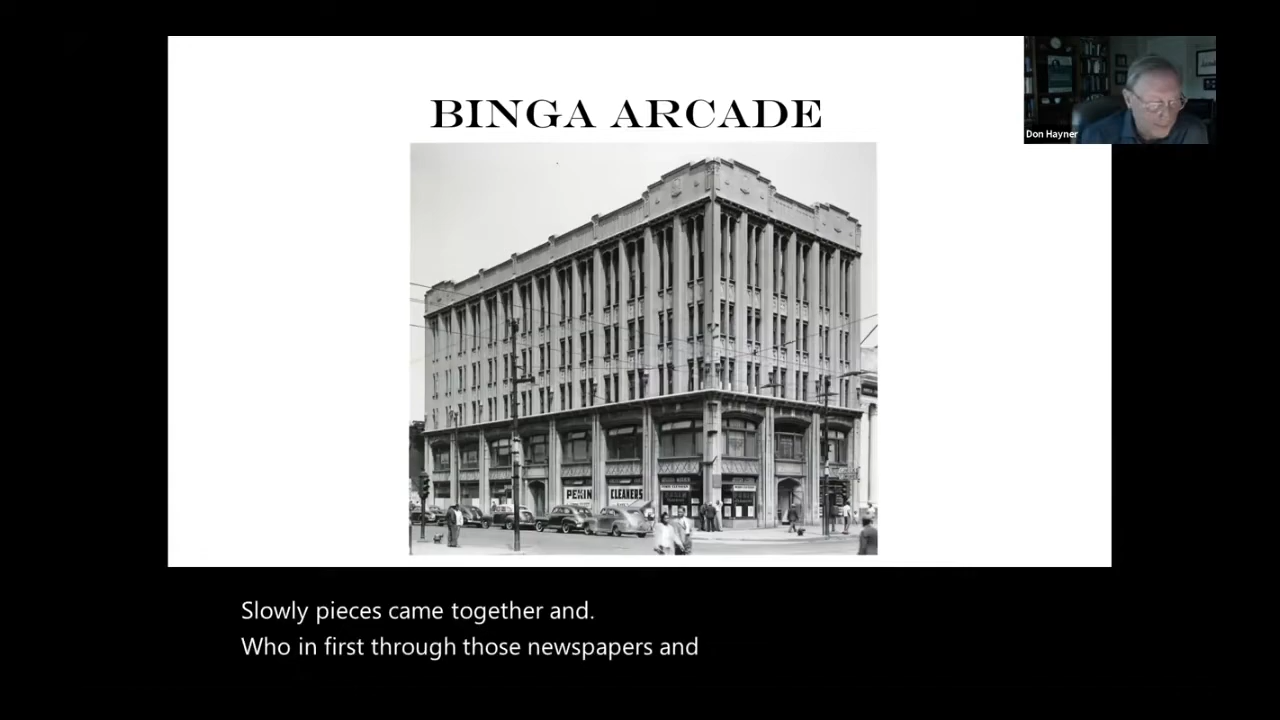 BINGA ARCADE
Don Hayner
PEKIN CLEANERS
Slowly pieces came together and.
Who in first through those newspapers and